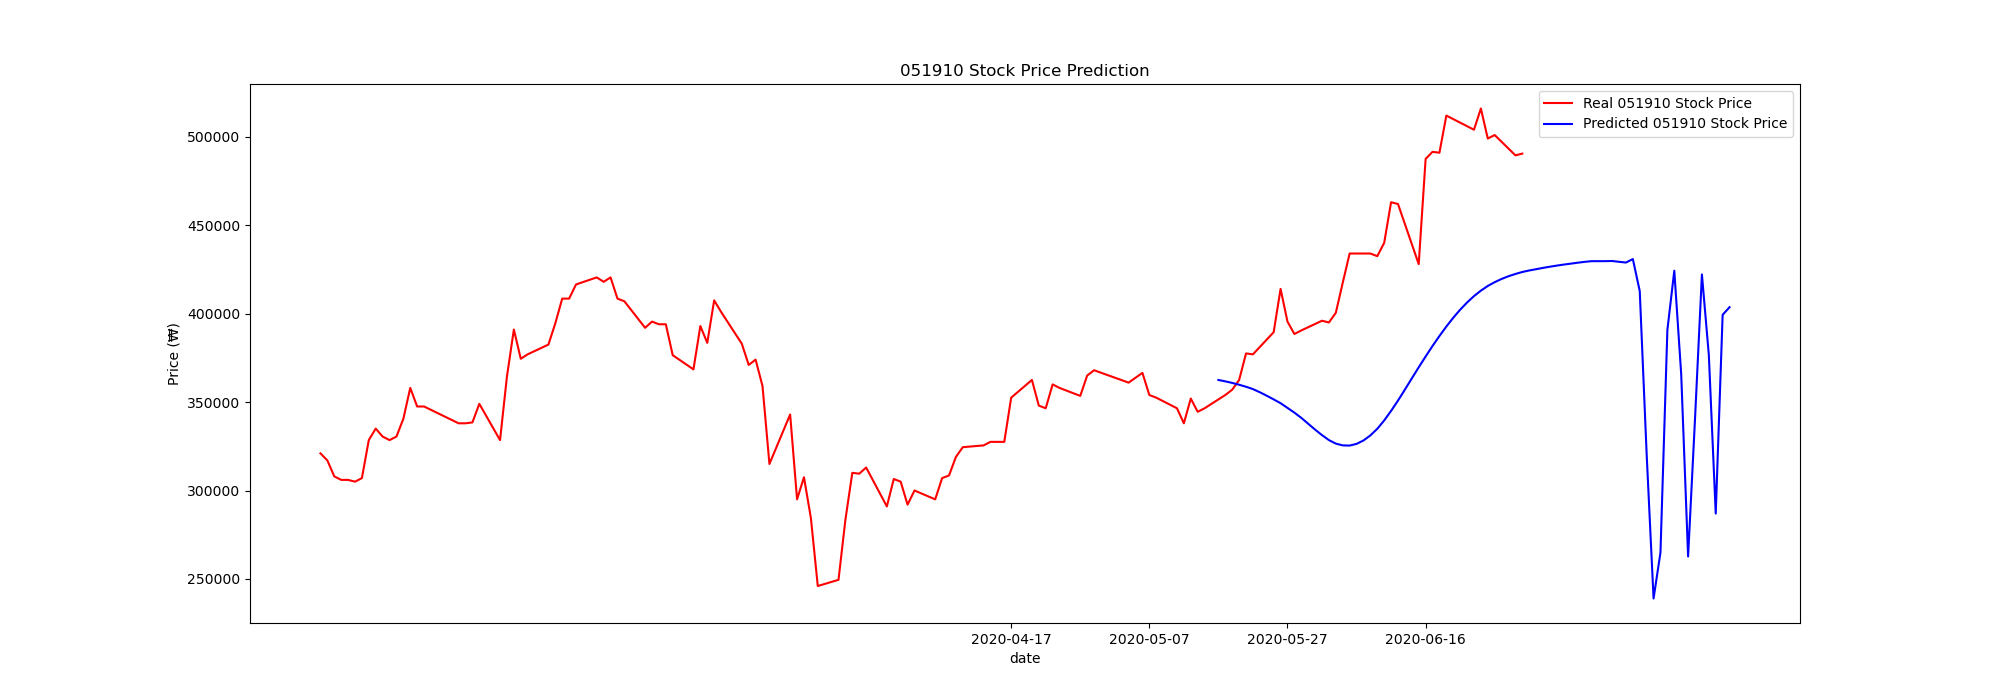 051910 Stock Price Prediction
Real 051910 Stock Price
Predicted 051910 Stock Price
500000
450000
400000
350000
300000
250000
Price (₩)
2020-04-17
2020-05-07
2020-05-27
2020-06-16
date